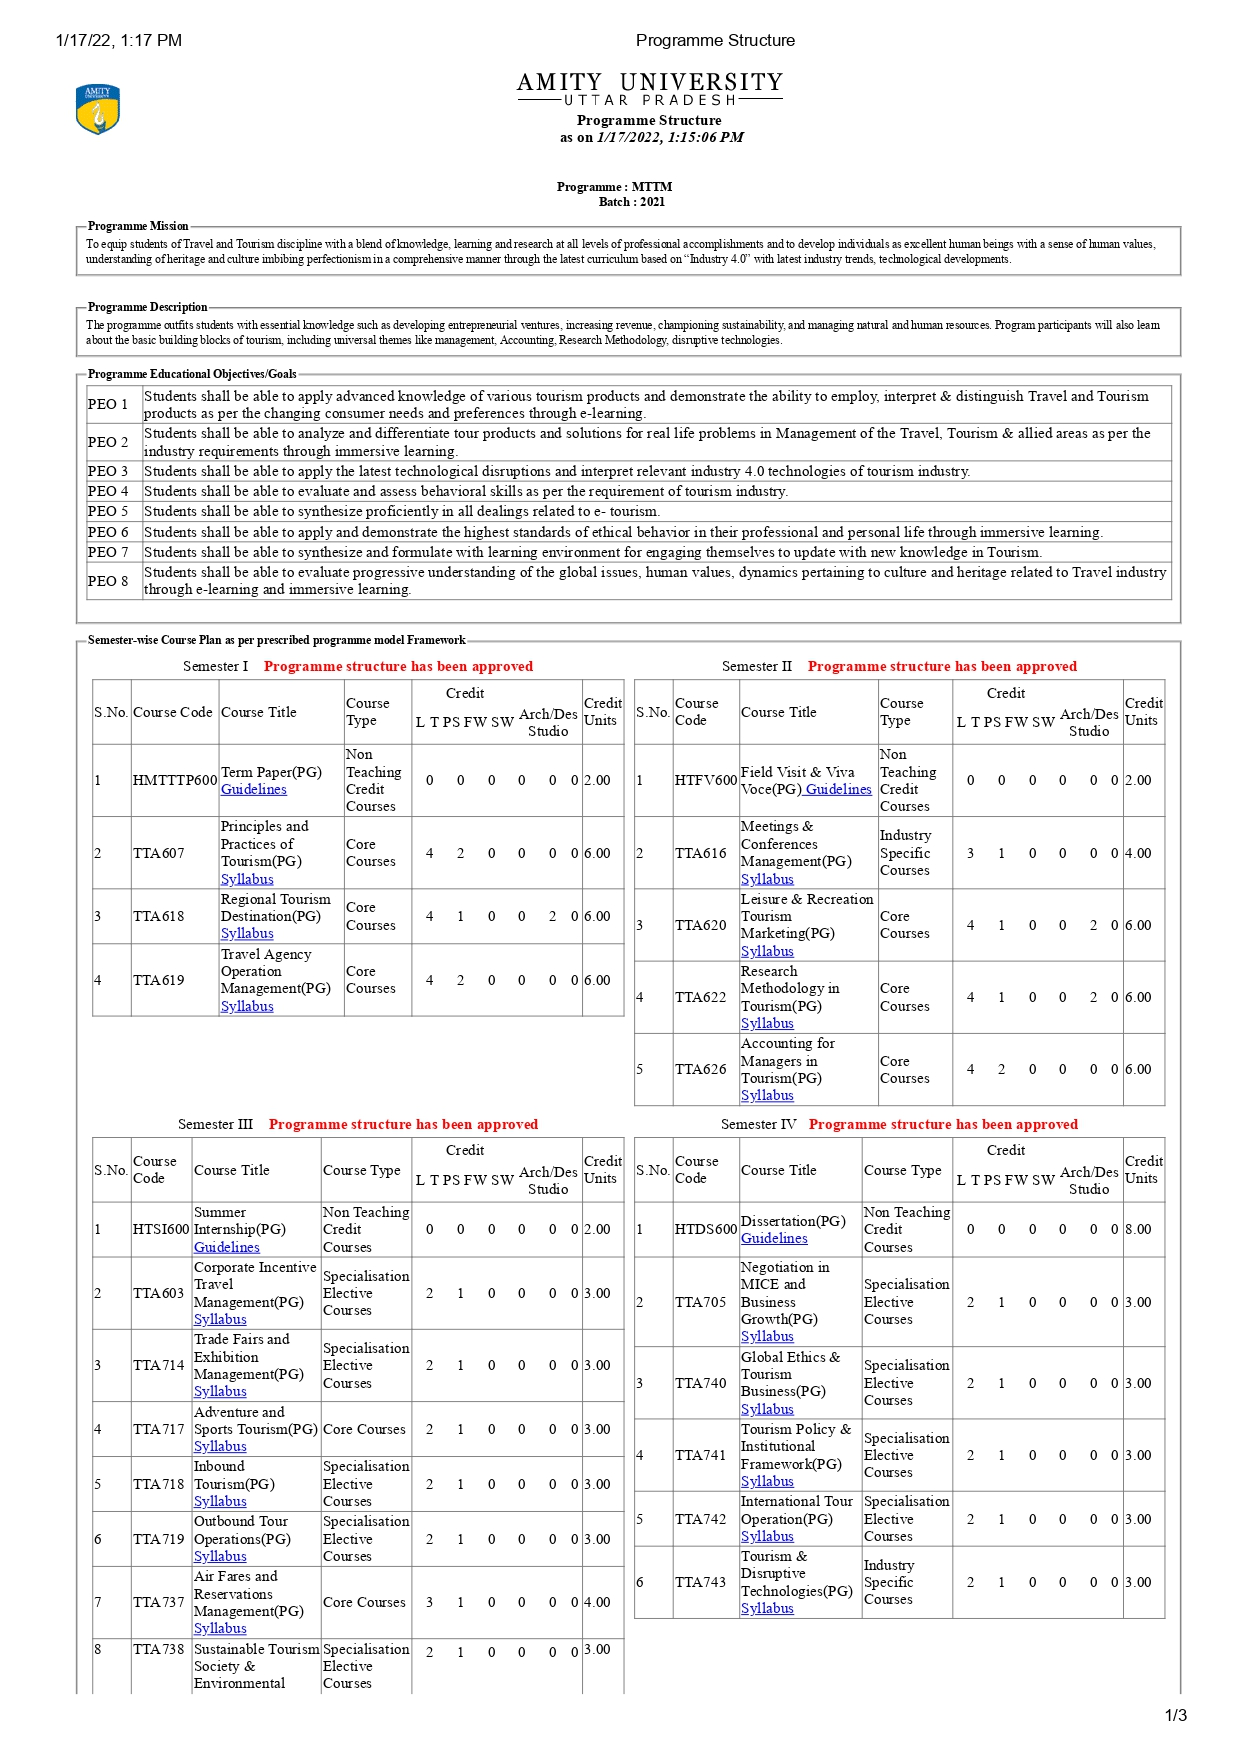 1/17/22, 1:17 PM
Programme Structure
AMITY
UNIVERSITY
AMITY UNIVERSITY
UTTAR PRADESH
Programme Structure
as on 1/17/2022, 1:15:06 PM
Programme : MTTM
Batch : 2021
Programme Mission
To equip students of Travel and Tourism discipline with a blend of knowledge, learning and research at all levels of professional accomplishments and to develop individuals as excellent human beings with a sense of human values,
understanding of heritage and culture imbibing perfectionism in a comprehensive manner through the latest curriculum based on “Industry 4.0” with latest industry trends, technological developments.
Programme Description
The programme outfits students with essential knowledge such as developing entrepreneurial ventures, increasing revenue, championing sustainability, and managing natural and human resources. Program participants will also learn
about the basic building blocks of tourism, including universal themes like management, Accounting, Research Methodology, disruptive technologies.
Programme Educational Objectives/Goals
PEO 1 Students shall be able to apply advanced knowledge of various tourism products and demonstrate the ability to employ, interpret & distinguish Travel and Tourism
products as per the changing consumer needs and preferences through e-learning.
PEO 2 Students shall be able to analyze and differentiate tour products and solutions for real life problems in Management of the Travel, Tourism & allied areas as per the
industry requirements through immersive learning.
PEO 3 Students shall be able to apply the latest technological disruptions and interpret relevant industry 4.0 technologies of tourism industry.
PEO 4 Students shall be able to evaluate and assess behavioral skills as per the requirement of tourism industry.
PEO 5 Students shall be able to synthesize proficiently in all dealings related to e- tourism.
PEO 6 Students shall be able to apply and demonstrate the highest standards of ethical behavior in their professional and personal life through immersive learning.
PEO 7 Students shall be able to synthesize and formulate with learning environment for engaging themselves to update with new knowledge in Tourism.
PEO 8 Students shall be able to evaluate progressive understanding of the global issues, human values, dynamics pertaining to culture and heritage related to Travel industry
through e-learning and immersive learning.
Semester-wise Course Plan as per prescribed programme model Framework
Semester I Programme structure has been approved
S.No. Course Code Course Title Course Type Credit L T PS FW SW Arch/Des Studio Credit Units
1 HMTTTP600 Term Paper(PG) Guidelines Non Teaching Credit Courses 0 0 0 0 0 0 2.00
2 TTA607 Principles and Practices of Tourism(PG) Syllabus Core Courses 4 2 0 0 0 0 6.00
3 TTA618 Regional Tourism Destination(PG) Syllabus Core Courses 4 1 0 0 2 0 6.00
4 TTA619 Travel Agency Operation Management(PG) Syllabus Core Courses 4 2 0 0 0 0 6.00
Semester II Programme structure has been approved
S.No. Course Code Course Title Course Type Credit L T PS FW SW Arch/Des Studio Credit Units
1 HTFV600 Field Visit & Viva Voce(PG) Guidelines Non Teaching Credit Courses 0 0 0 0 0 0 2.00
2 TTA616 Meetings & Conferences Management(PG) Syllabus Industry Specific Courses 3 1 0 0 0 0 4.00
3 TTA620 Leisure & Recreation Tourism Marketing(PG) Syllabus Core Courses 4 1 0 0 2 0 6.00
4 TTA622 Research Methodology in Tourism(PG) Syllabus Core Courses 4 1 0 0 2 0 6.00
5 TTA626 Accounting for Managers in Tourism(PG) Syllabus Core Courses 4 2 0 0 0 0 6.00
Semester III Programme structure has been approved
S.No. Course Code Course Title Course Type Credit L T PS FW SW Arch/Des Studio Credit Units
1 HTSI600 Summer Internship(PG) Guidelines Non Teaching Credit Courses 0 0 0 0 0 0 2.00
2 TTA603 Corporate Incentive Travel Management(PG) Syllabus Specialisation Elective Courses 2 1 0 0 0 0 3.00
3 TTA714 Trade Fairs and Exhibition Management(PG) Syllabus Specialisation Elective Courses 2 1 0 0 0 0 3.00
4 TTA717 Adventure and Sports Tourism(PG) Syllabus Core Courses 2 1 0 0 0 0 3.00
5 TTA718 Inbound Tourism(PG) Syllabus Specialisation Elective Courses 2 1 0 0 0 0 3.00
6 TTA719 Outbound Tour Operations(PG) Syllabus Specialisation Elective Courses 2 1 0 0 0 0 3.00
7 TTA737 Air Fares and Reservations Management(PG) Syllabus Core Courses 3 1 0 0 0 0 4.00
8 TTA738 Sustainable Tourism Society & Environmental Specialisation Elective Courses 2 1 0 0 0 0 3.00
Semester IV Programme structure has been approved
S.No. Course Code Course Title Course Type Credit L T PS FW SW Arch/Des Studio Credit Units
1 HTDS600 Dissertation(PG) Guidelines Non Teaching Credit Courses 0 0 0 0 0 0 8.00
2 TTA705 Negotiation in MICE and Business Growth(PG) Syllabus Specialisation Elective Courses 2 1 0 0 0 0 3.00
3 TTA740 Global Ethics & Tourism Business(PG) Syllabus Specialisation Elective Courses 2 1 0 0 0 0 3.00
4 TTA741 Tourism Policy & Institutional Framework(PG) Syllabus Specialisation Elective Courses 2 1 0 0 0 0 3.00
5 TTA742 International Tour Operation(PG) Syllabus Specialisation Elective Courses 2 1 0 0 0 0 3.00
6 TTA743 Tourism & Disruptive Technologies(PG) Syllabus Industry Specific Courses 2 1 0 0 0 0 3.00
1/3